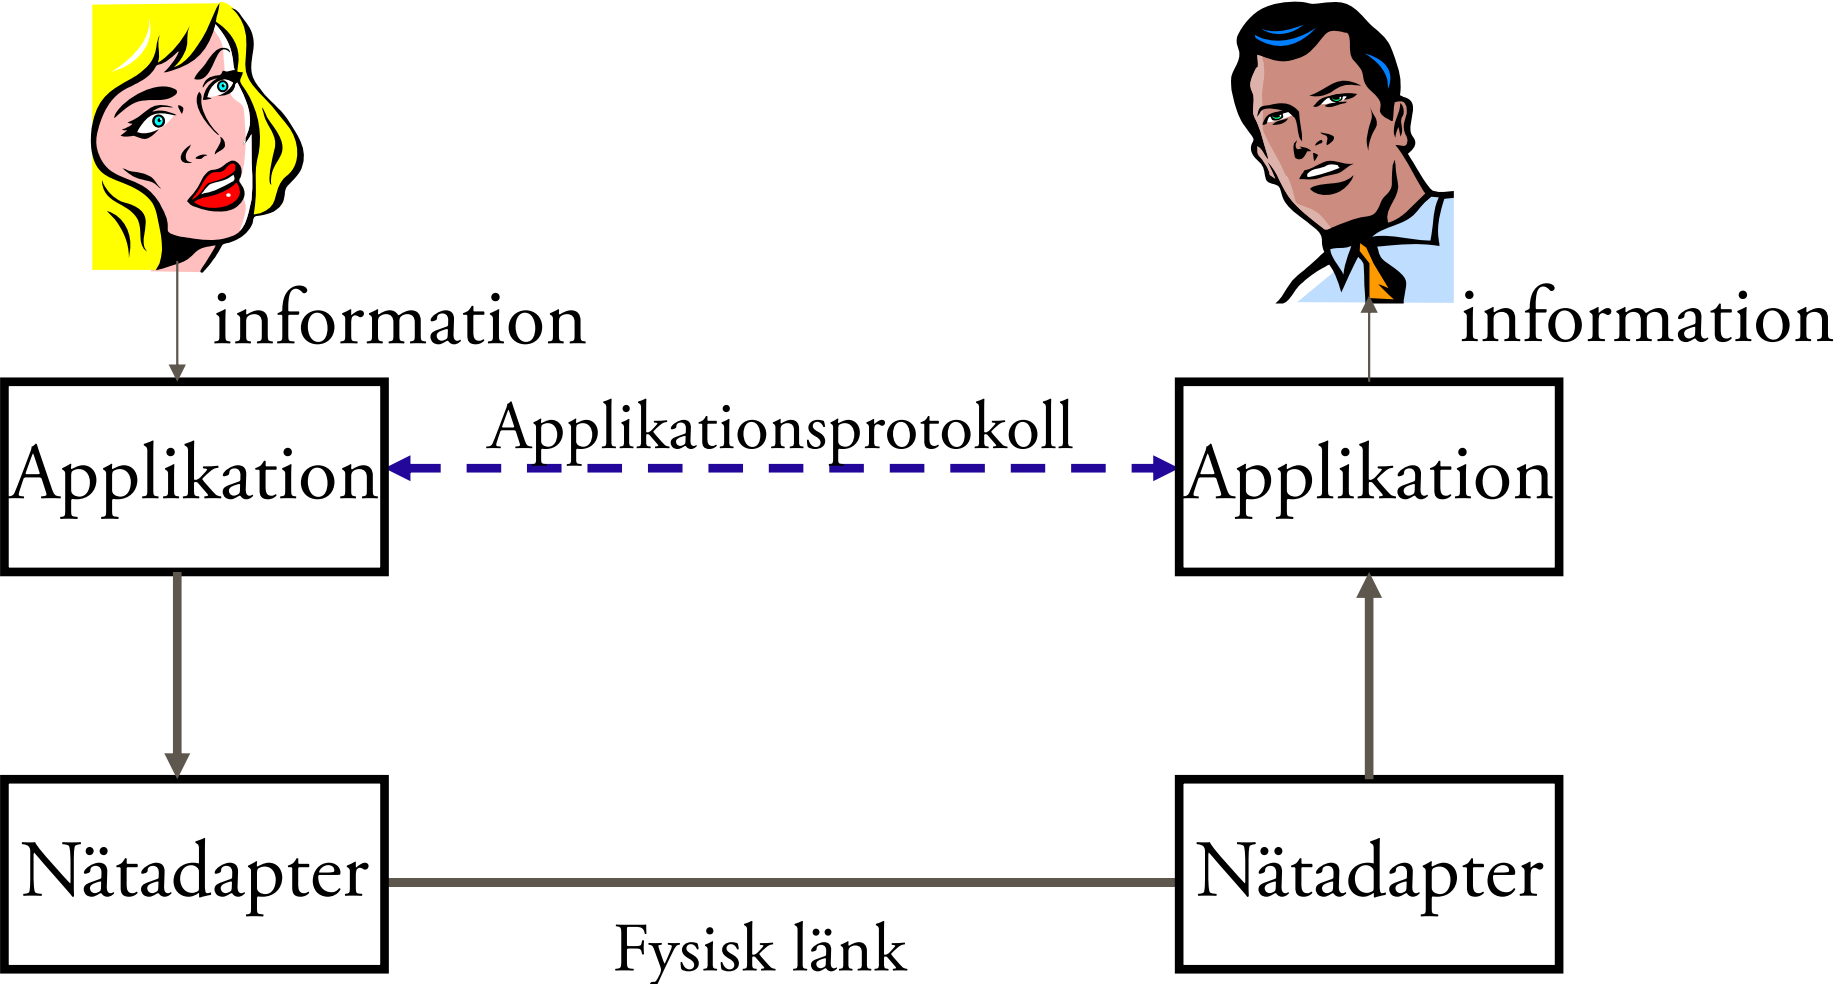 information
information
Applikationsprotokoll
Applikation
Applikation
Nätadapter
Nätadapter
Fysisk länk